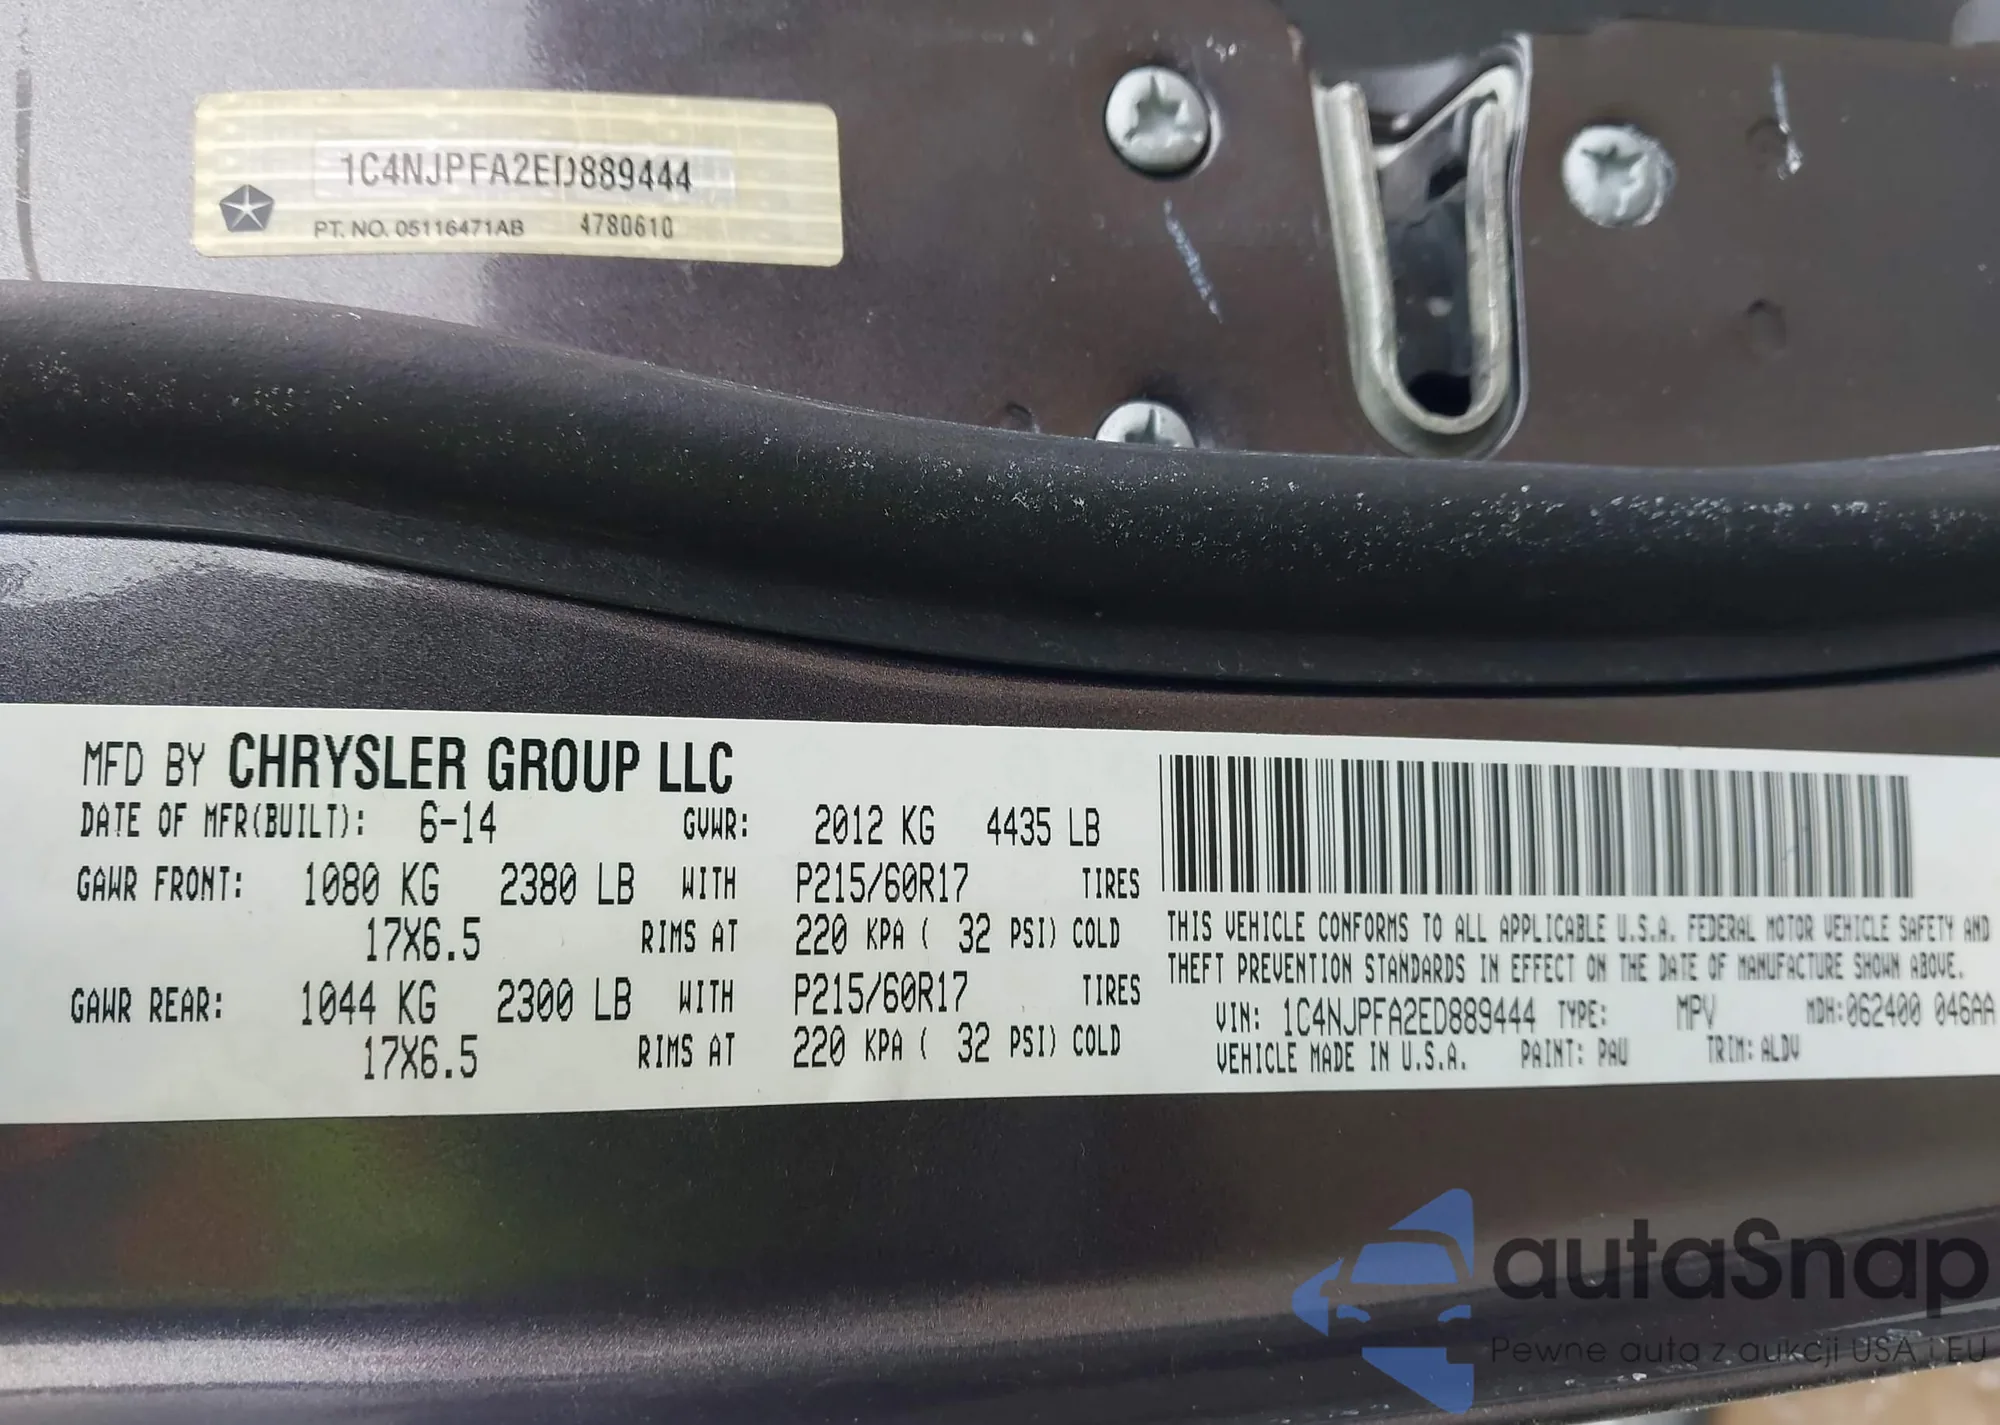 1C4NJPFA2ED889444
PT. NO. 05116471AB 4780610
MFD BY CHRYSLER GROUP LLC
DATE OF MFR(BUILT): 6-14 GVWR: 2012 KG 4435 LB
GAWR FRONT: 1080 KG 2380 LB WITH P215/60R17 TIRES
17X6.5 RIMS AT 220 KPA ( 32 PSI) COLD
GAWR REAR: 1044 KG 2300 LB WITH P215/60R17 TIRES
17X6.5 RIMS AT 220 KPA ( 32 PSI) COLD
THIS VEHICLE CONFORMS TO ALL APPLICABLE U.S.A. FEDERAL MOTOR VEHICLE SAFETY AND
THEFT PREVENTION STANDARDS IN EFFECT ON THE DATE OF MANUFACTURE SHOWN ABOVE.
VIN: 1C4NJPFA2ED889444 TYPE: MPV MDH:062400 046AA
VEHICLE MADE IN U.S.A. PAINT: PAU TRIM: ALDV
autaSnap
Pewne auta z aukcji USA i EU